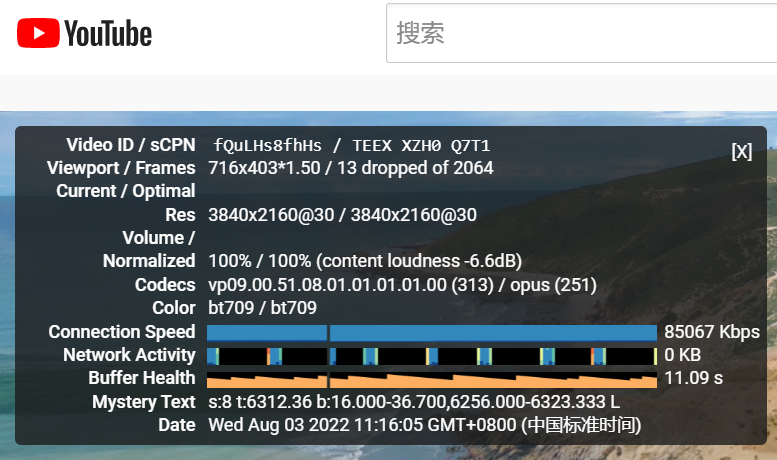 YouTube
搜索
Video ID / sCPN fQuLHs8fhHs / TEEX XZH0 Q7T1
[X]
Viewport / Frames 716x403*1.50 / 13 dropped of 2064
Current / Optimal
Res 3840x2160@30 / 3840x2160@30
Volume /
Normalized 100% / 100% (content loudness -6.6dB)
Codecs vp09.00.51.08.01.01.01.01.00 (313) / opus (251)
Color bt709 / bt709
Connection Speed 85067 Kbps
Network Activity 0 KB
Buffer Health 11.09 s
Mystery Text s:8 t:6312.36 b:16.000-36.700,6256.000-6323.333 L
Date Wed Aug 03 2022 11:16:05 GMT+0800 (中国标准时间)